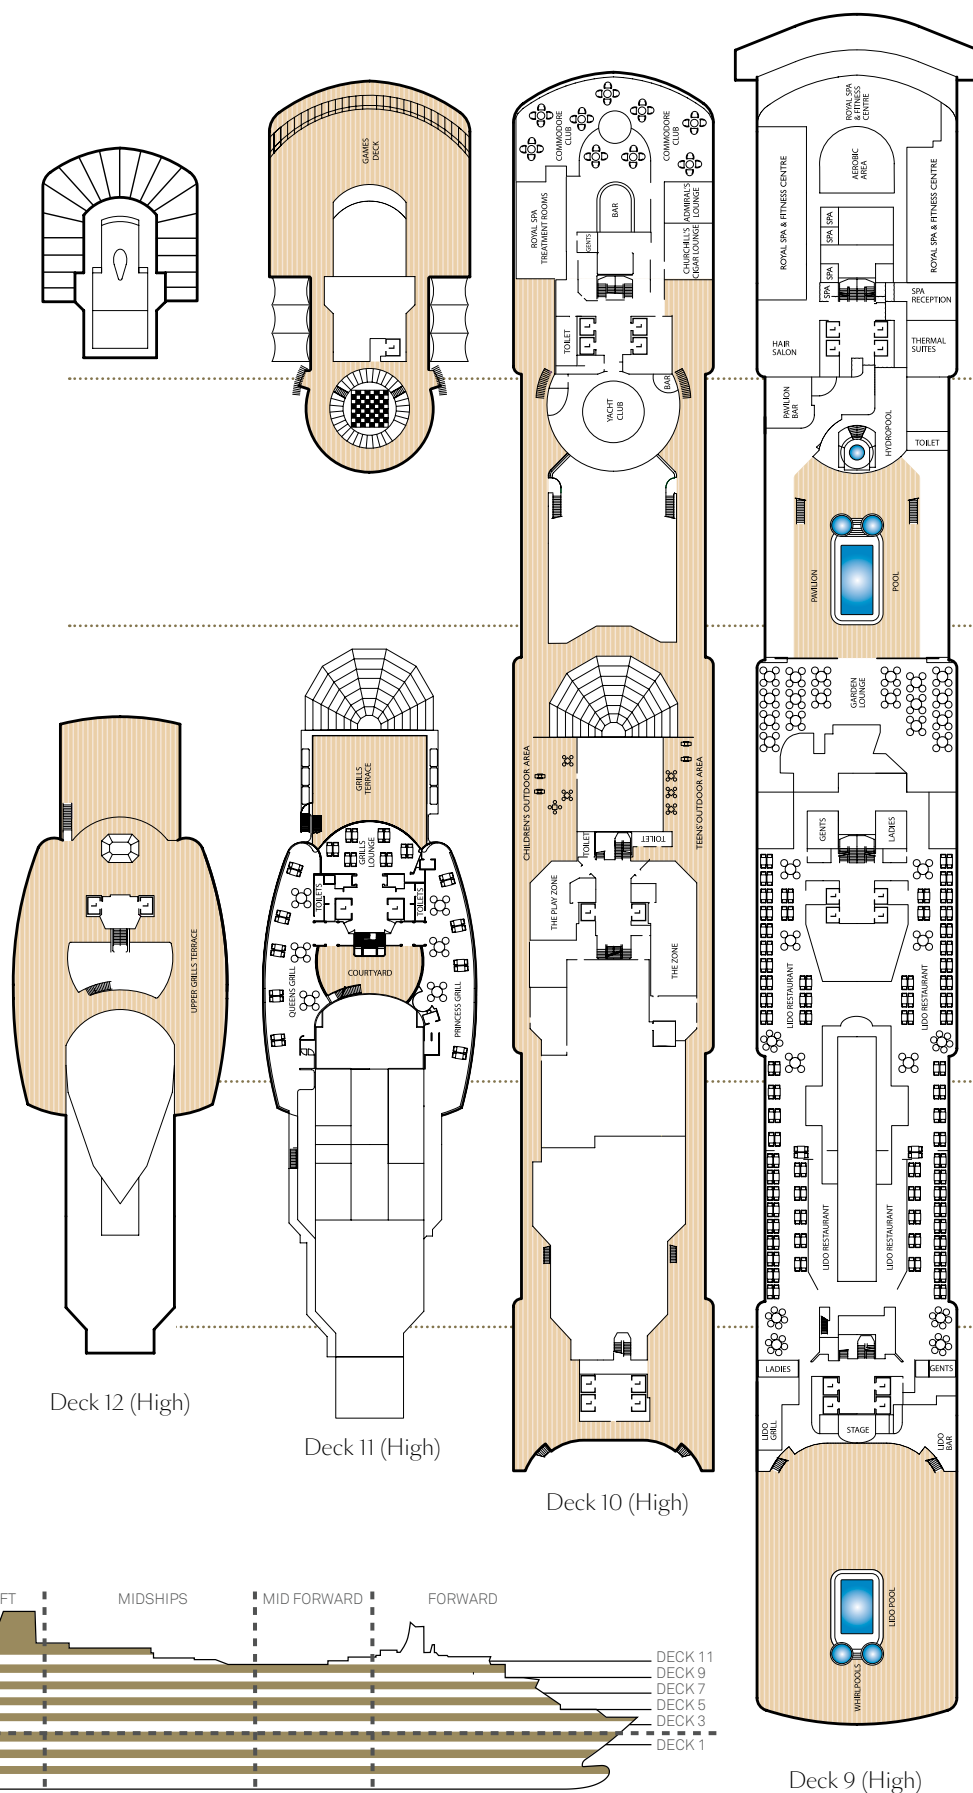 GAMES
DECK
COMMODORE
CLUB
COMMODORE
CLUB
ROYAL SPA
TREATMENT ROOMS
BAR
GENTS
ADMIRAL'S
LOUNGE
CHURCHILL'S
CIGAR LOUNGE
TOILET
L
L
L
L
L
BAR
YACHT
CLUB
CHILDREN'S OUTDOOR AREA
TEENS' OUTDOOR AREA
TOILET
TOILET
THE PLAY ZONE
L
L
THE ZONE
L
L
L
L
Deck 10 (High)
ROYAL SPA
& FITNESS
CENTRE
AEROBIC
AREA
ROYAL SPA & FITNESS CENTRE
ROYAL SPA & FITNESS CENTRE
SPA
SPA
SPA
SPA
SPA
RECEPTION
HAIR
SALON
L
L
L
L
THERMAL
SUITES
PAVILION
BAR
HYDROPOOL
TOILET
PAVILION
POOL
GARDEN
LOUNGE
GENTS
LADIES
L
L
L
L
LIDO RESTAURANT
LIDO RESTAURANT
LIDO RESTAURANT
LIDO RESTAURANT
LADIES
GENTS
L
L
L
L
LIDO
GRILL
STAGE
LIDO
BAR
LIDO POOL
WHIRLPOOLS
Deck 9 (High)
GRILLS
TERRACE
GRILLS
LOUNGE
TOILETS
TOILETS
L
L
COURTYARD
QUEENS GRILL
PRINCESS GRILL
Deck 11 (High)
L
L
UPPER GRILLS TERRACE
Deck 12 (High)
FT
MIDSHIPS
MID FORWARD
FORWARD
DECK 11
DECK 9
DECK 7
DECK 5
DECK 3
DECK 1